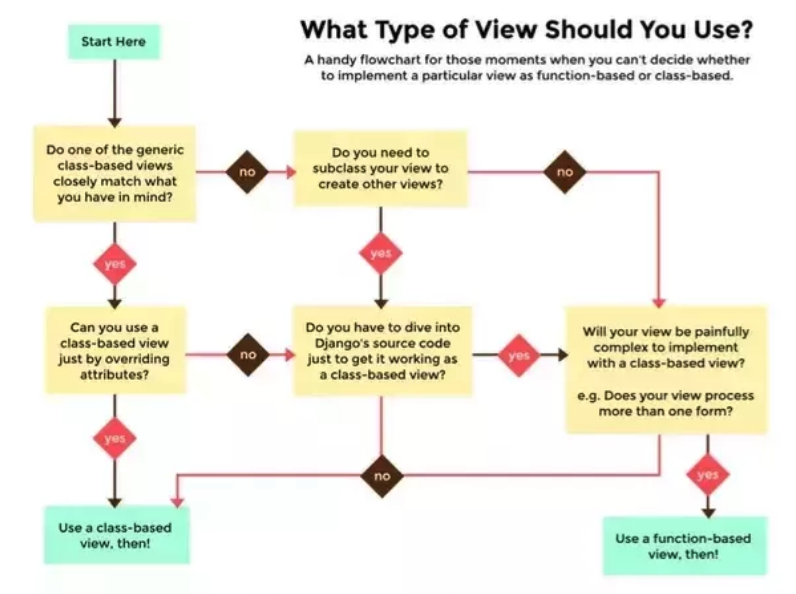 What Type of View Should You Use?
A handy flowchart for those moments when you can't decide whether
to implement a particular view as function-based or class-based.
Start Here
Do one of the generic
class-based views
closely match what
you have in mind?
no
Do you need to
subclass your view to
create other views?
no
yes
yes
Can you use a
class-based view
just by overriding
attributes?
no
Do you have to dive into
Django's source code
just to get it working as
a class-based view?
yes
Will your view be painfully
complex to implement
with a class-based view?
e.g. Does your view process
more than one form?
yes
no
yes
Use a class-based
view, then!
Use a function-based
view, then!